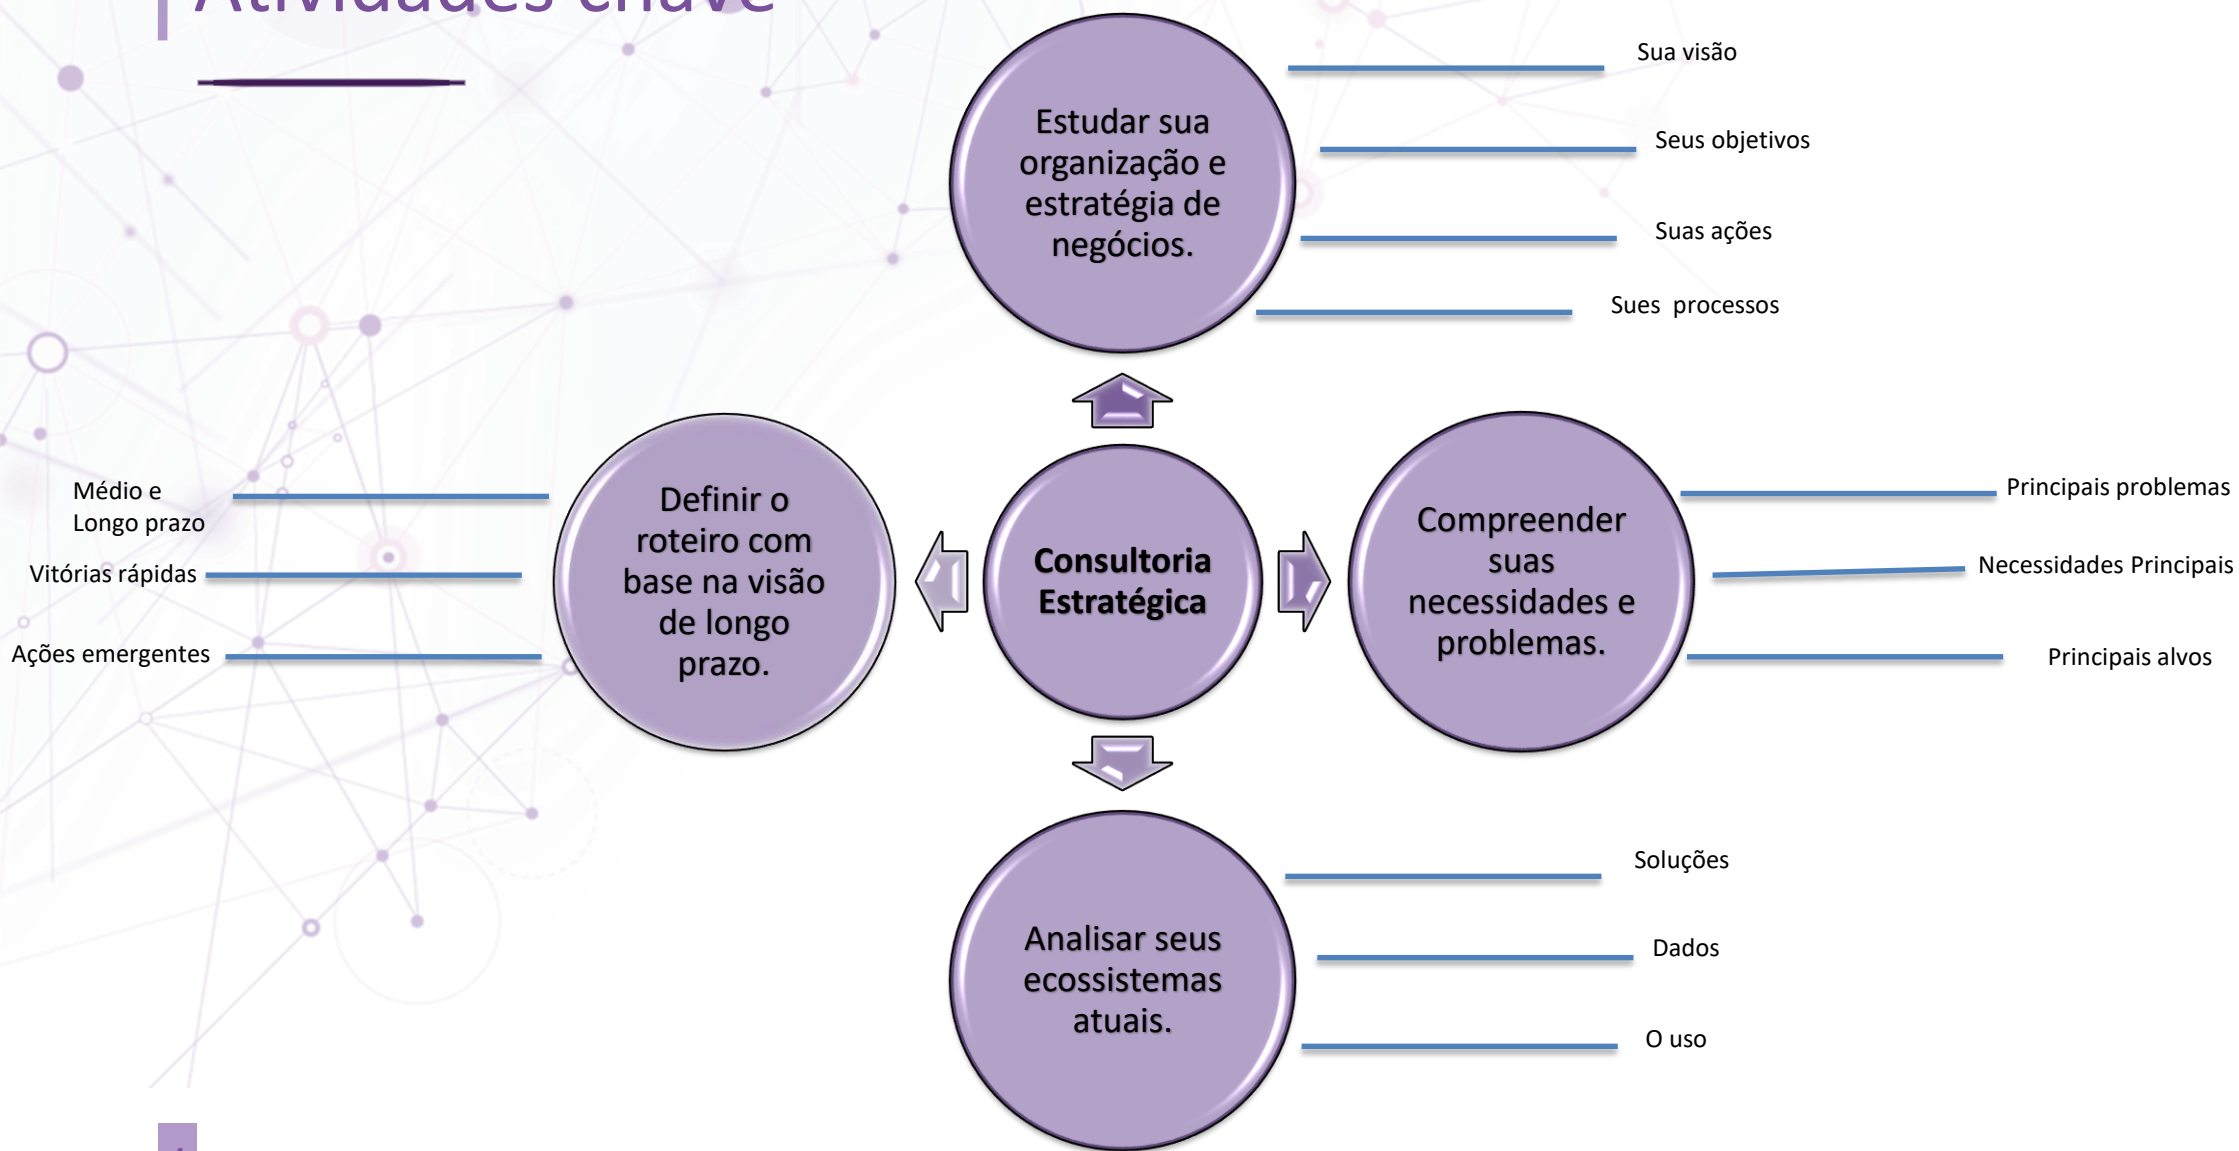 Atividades chave
Estudar sua
organização e
estratégia de
negócios.
Sua visão
Seus objetivos
Suas ações
Sues  processos
Médio e
Longo prazo
Vitórias rápidas
Ações emergentes
Definir o
roteiro com
base na visão
de longo
prazo.
Consultoria
Estratégica
Compreender
suas
necessidades e
problemas.
Principais problemas
Necessidades Principais
Principais alvos
Analisar seus
ecossistemas
atuais.
Soluções
Dados
O uso